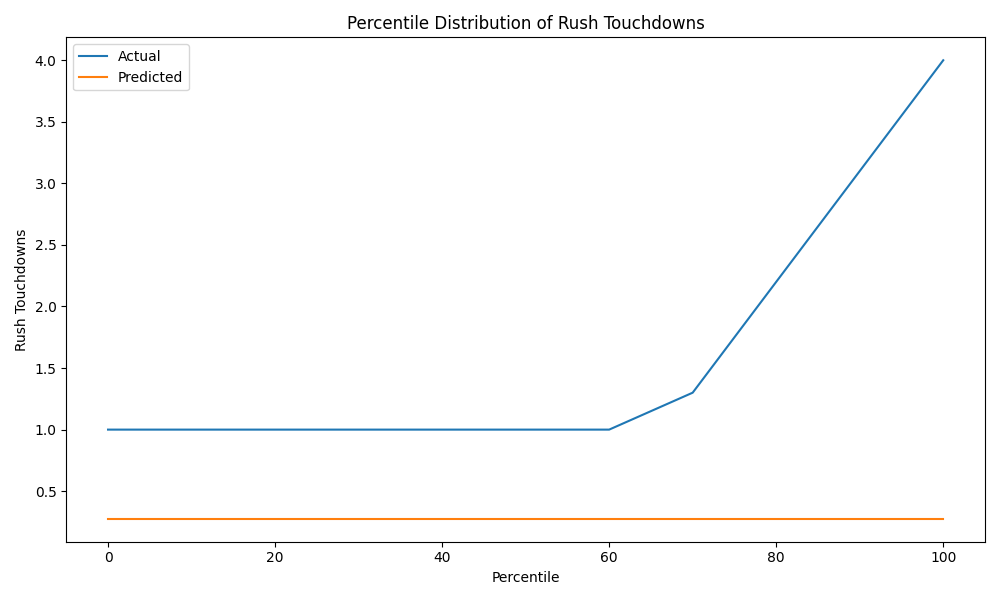 Percentile Distribution of Rush Touchdowns
Actual
Predicted
4.0
3.5
3.0
2.5
2.0
1.5
1.0
0.5
Rush Touchdowns
0 20 40 60 80 100
Percentile